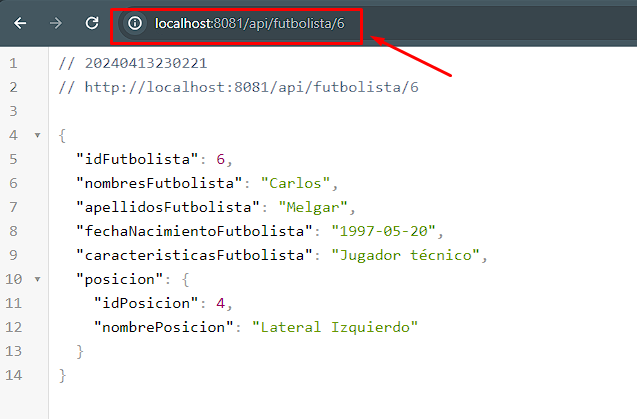 localhost:8081/api/futbolista/6
1 // 20240413230221
2 // http://localhost:8081/api/futbolista/6
3
4 {
5 "idFutbolista": 6,
6 "nombresFutbolista": "Carlos",
7 "apellidosFutbolista": "Melgar",
8 "fechaNacimientoFutbolista": "1997-05-20",
9 "caracteristicasFutbolista": "Jugador técnico",
10 "posicion": {
11 "idPosicion": 4,
12 "nombrePosicion": "Lateral Izquierdo"
13 }
14 }